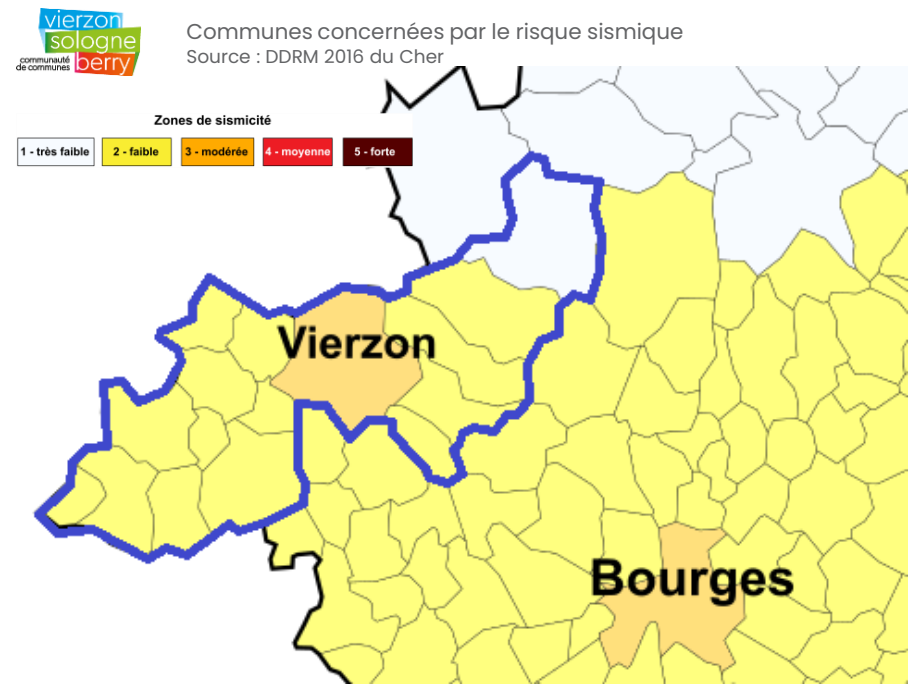 vierzon
sologne
communauté
de communes
berry
Communes concernées par le risque sismique
Source : DDRM 2016 du Cher
Zones de sismicité
1 - très faible
2 - faible
3 - modérée
4 - moyenne
5 - forte
Vierzon
Bourges